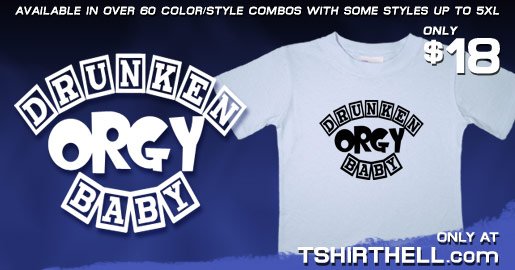 AVAILABLE IN OVER 60 COLOR/STYLE COMBOS WITH SOME STYLES UP TO 5XL
ONLY
$18
DRUNKEN
ORGY
BABY
DRUNKEN
ORGY
BABY
ONLY AT
TSHIRTHELL.com